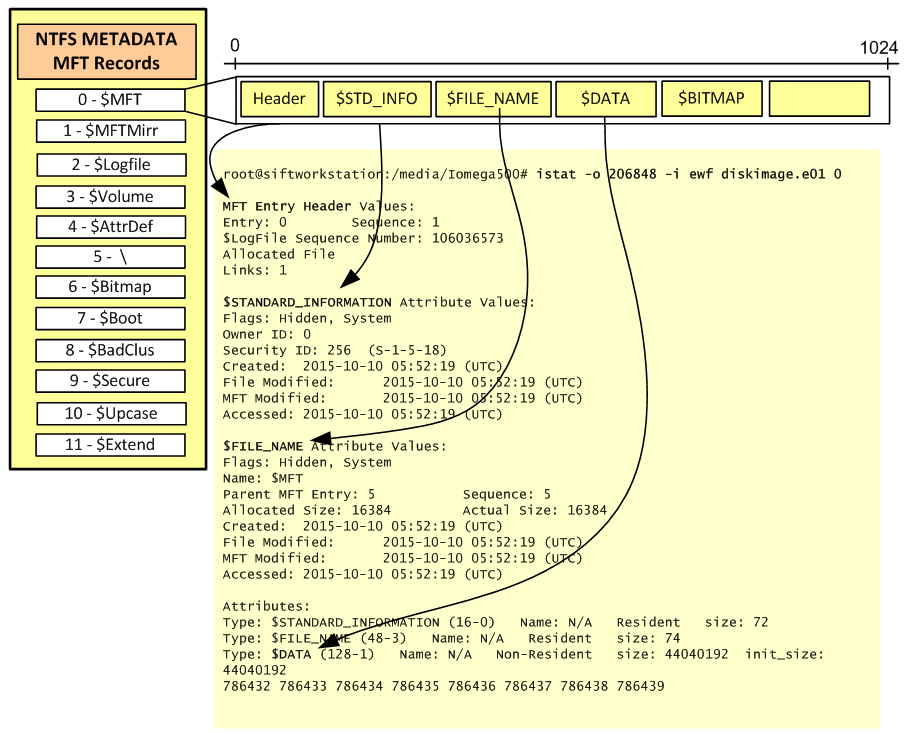 NTFS METADATA
MFT Records
0 - $MFT
1 - $MFTMirr
2 - $Logfile
3 - $Volume
4 - $AttrDef
5 - \
6 - $Bitmap
7 - $Boot
8 - $BadClus
9 - $Secure
10 - $Upcase
11 - $Extend
0 1024
Header $STD_INFO $FILE_NAME $DATA $BITMAP
root@siftworkstation:/media/Iomega500# istat -o 206848 -i ewf diskimage.e01 0
MFT Entry Header Values:
Entry: 0 Sequence: 1
$LogFile Sequence Number: 106036573
Allocated File
Links: 1
$STANDARD_INFORMATION Attribute Values:
Flags: Hidden, System
Owner ID: 0
Security ID: 256 (S-1-5-18)
Created: 2015-10-10 05:52:19 (UTC)
File Modified: 2015-10-10 05:52:19 (UTC)
MFT Modified: 2015-10-10 05:52:19 (UTC)
Accessed: 2015-10-10 05:52:19 (UTC)
$FILE_NAME Attribute Values:
Flags: Hidden, System
Name: $MFT
Parent MFT Entry: 5 Sequence: 5
Allocated Size: 16384 Actual Size: 16384
Created: 2015-10-10 05:52:19 (UTC)
File Modified: 2015-10-10 05:52:19 (UTC)
MFT Modified: 2015-10-10 05:52:19 (UTC)
Accessed: 2015-10-10 05:52:19 (UTC)
Attributes:
Type: $STANDARD_INFORMATION (16-0) Name: N/A Resident size: 72
Type: $FILE_NAME (48-3) Name: N/A Resident size: 74
Type: $DATA (128-1) Name: N/A Non-Resident size: 44040192 init_size:
44040192
786432 786433 786434 786435 786436 786437 786438 786439